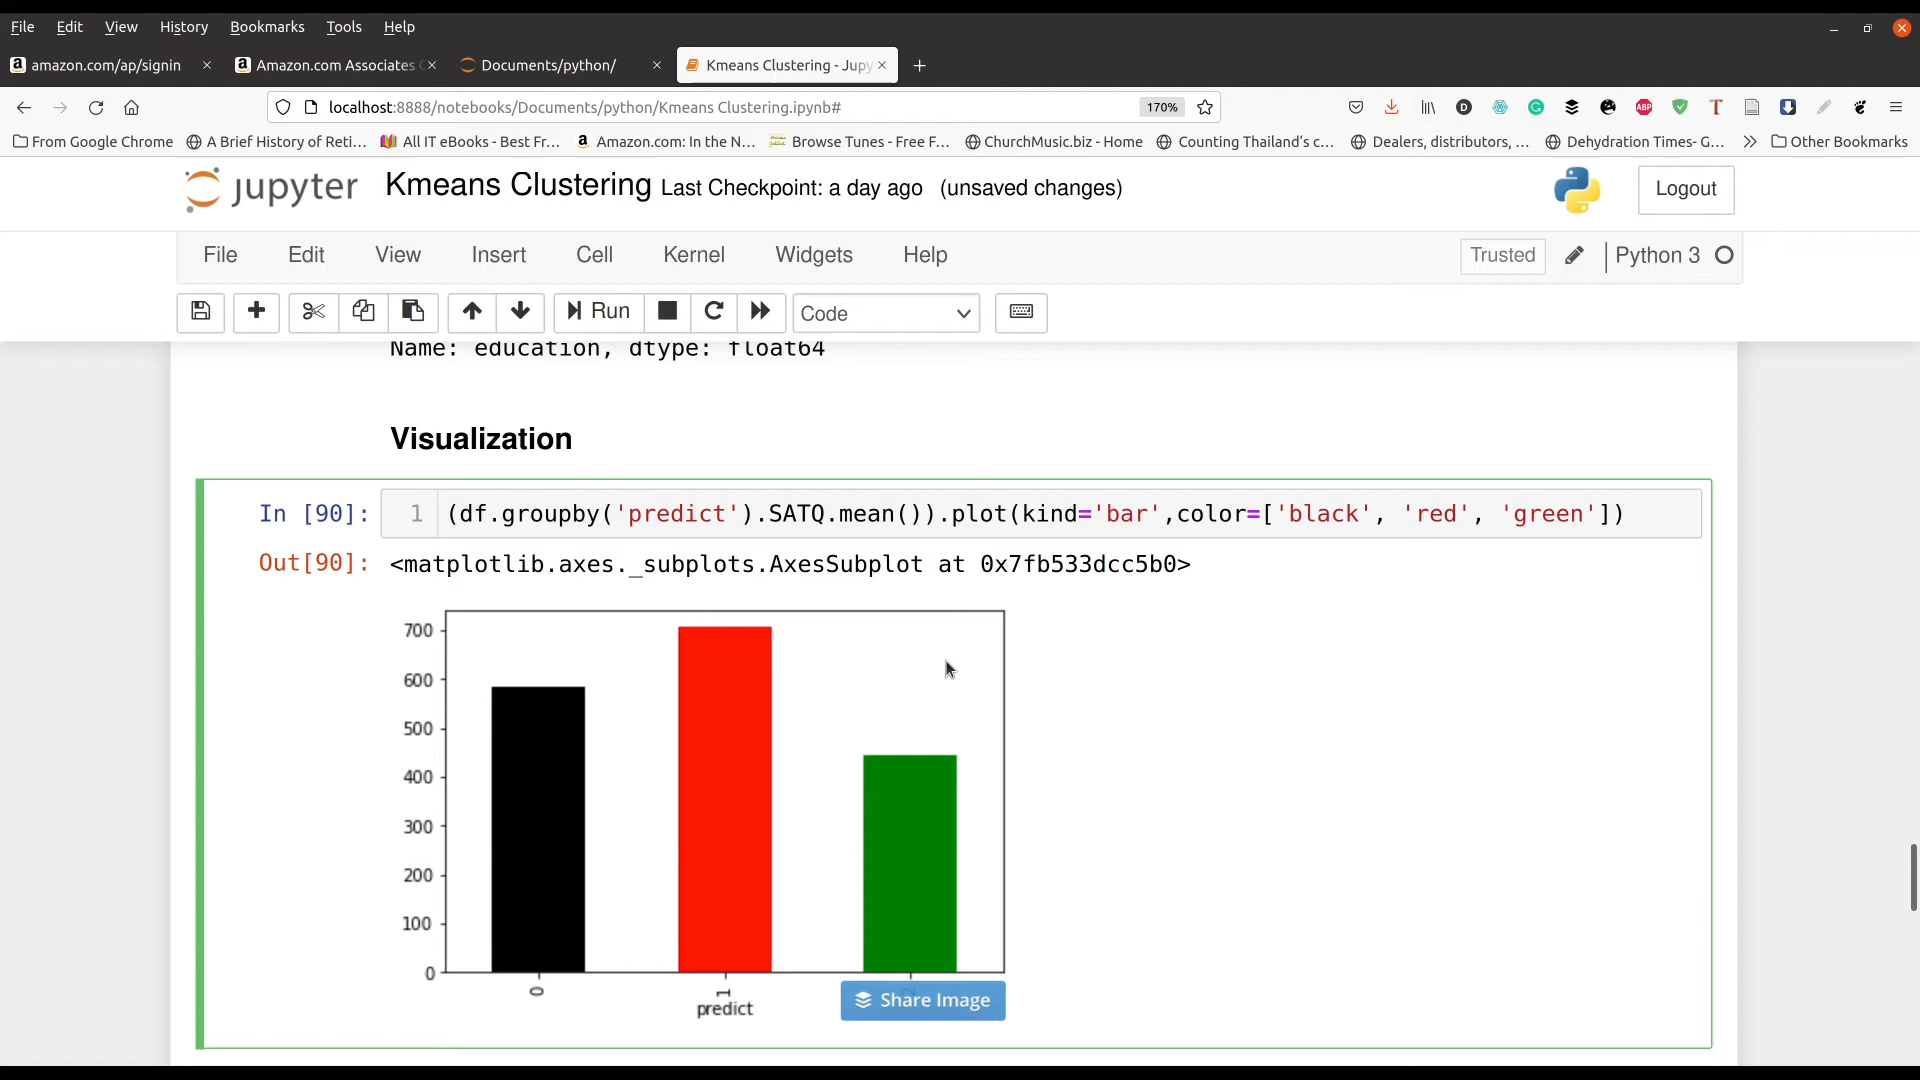 File Edit View History Bookmarks Tools Help
amazon.com/ap/signin Amazon.com Associates Documents/python/ Kmeans Clustering - Jupy
localhost:8888/notebooks/Documents/python/Kmeans Clustering.ipynb# 170%
From Google Chrome A Brief History of Reti… All IT eBooks - Best Fr… Amazon.com: In the N… Browse Tunes - Free F… ChurchMusic.biz - Home Counting Thailand’s c… Dealers, distributors, … Dehydration Times- G… Other Bookmarks
jupyter Kmeans Clustering Last Checkpoint: a day ago (unsaved changes) Logout
File Edit View Insert Cell Kernel Widgets Help Trusted Python 3
Run Code
Name: education, dtype: float64
Visualization
In [90]: 1 (df.groupby('predict').SATQ.mean()).plot(kind='bar',color=['black', 'red', 'green'])
Out[90]: <matplotlib.axes._subplots.AxesSubplot at 0x7fb533dcc5b0>
700
600
500
400
300
200
100
0
0 1
predict
Share Image